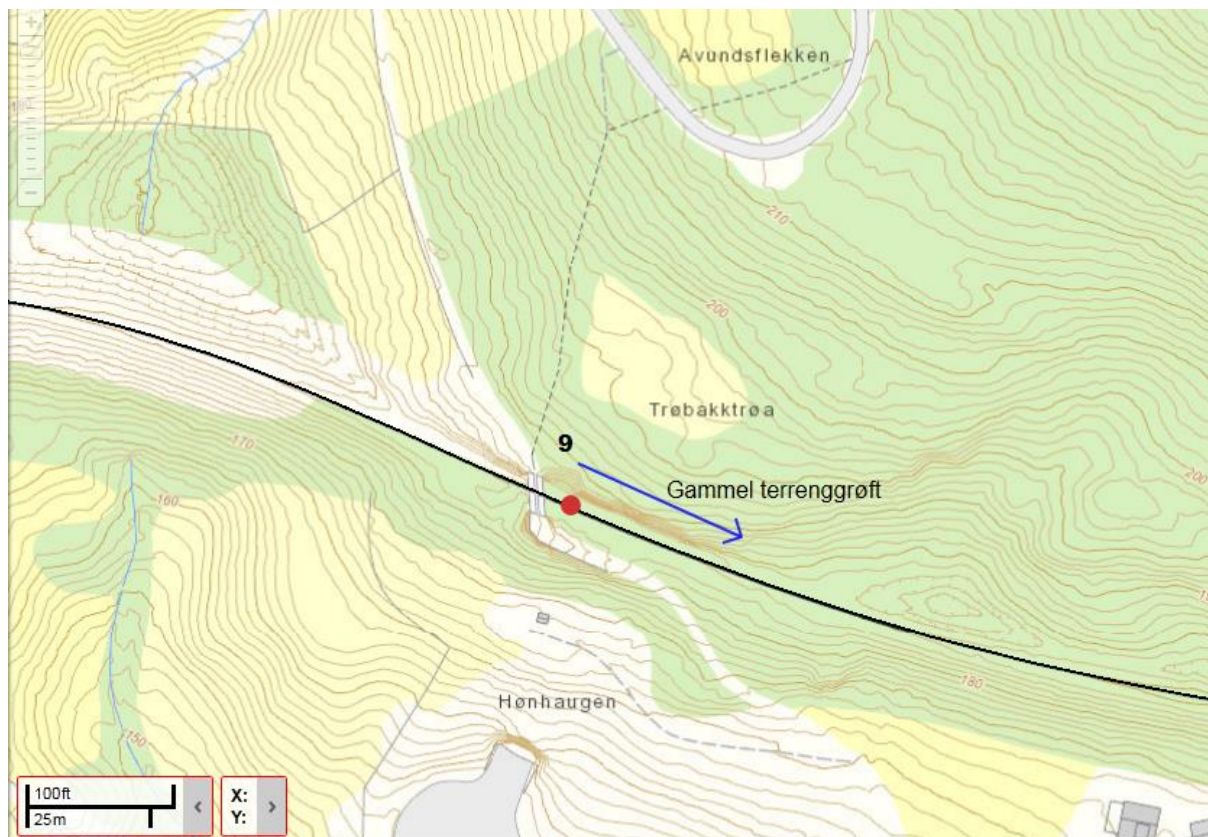 Avundsflekken
210
200
Trøbakktrøa
9
170
Gammel terrenggrøft
200
160
180
Hønhaugen
150
100ft
25m
X:
Y: